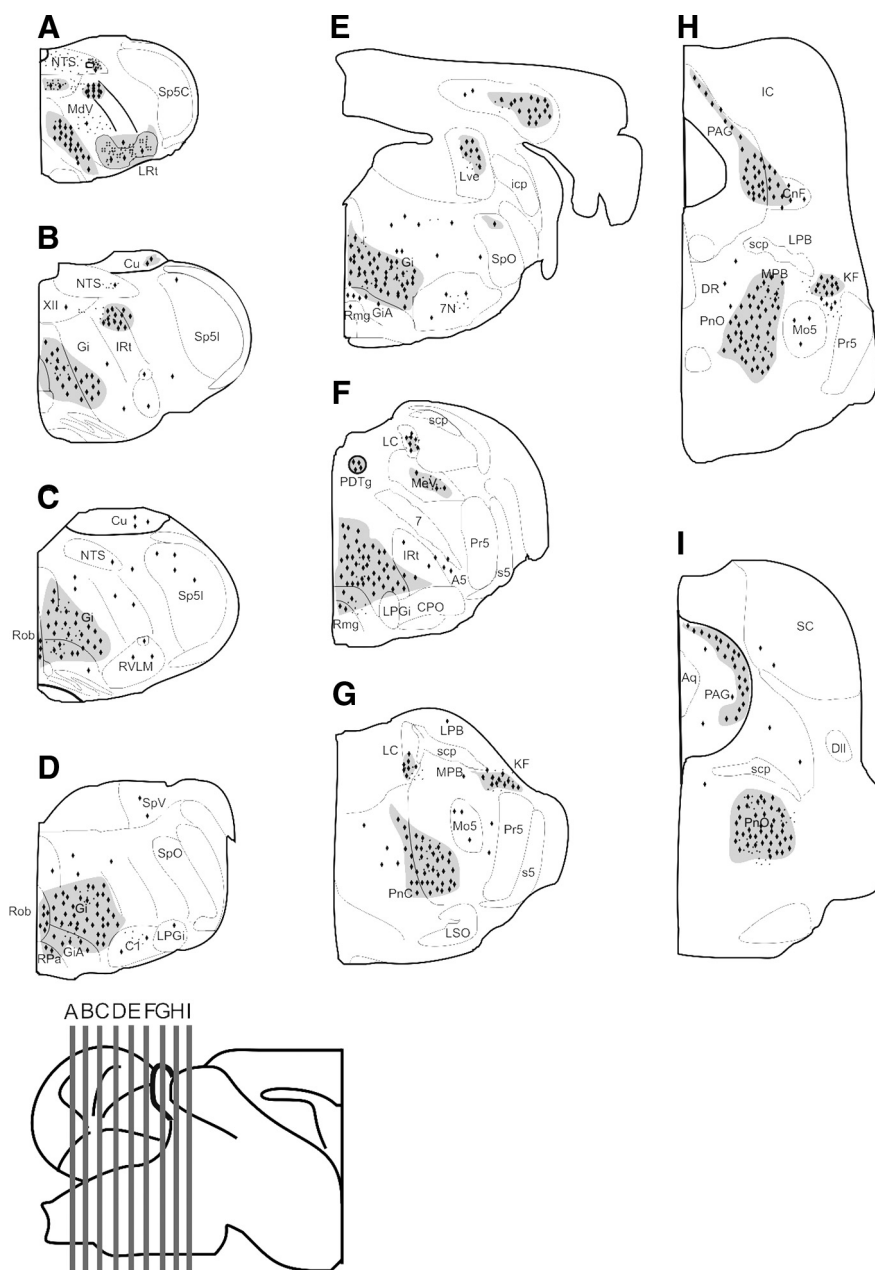 A
NTS
Sp5C
MdV
LRt
B
Cu
NTS
XII
Gi
IRt
Sp5I
C
Cu
NTS
Sp5I
Gi
Rob
RVLM
D
SpV
SpO
Gi
Rob
C1
LPGi
GiA
RPa
E
Lve
icp
Gi
SpO
Rmg
GiA
7N
F
scp
LC
PDTg
MeV
7
Pr5
IRt
A5
s5
LPGi
CPO
Rmg
G
LPB
LC
scp
KF
MPB
Mo5
Pr5
s5
PnC
LSO
H
IC
PAG
CnF
scp
LPB
MPB
KF
DR
PnO
Mo5
Pr5
I
SC
Aq
PAG
Dll
scp
PnO
A B C D E F G H I